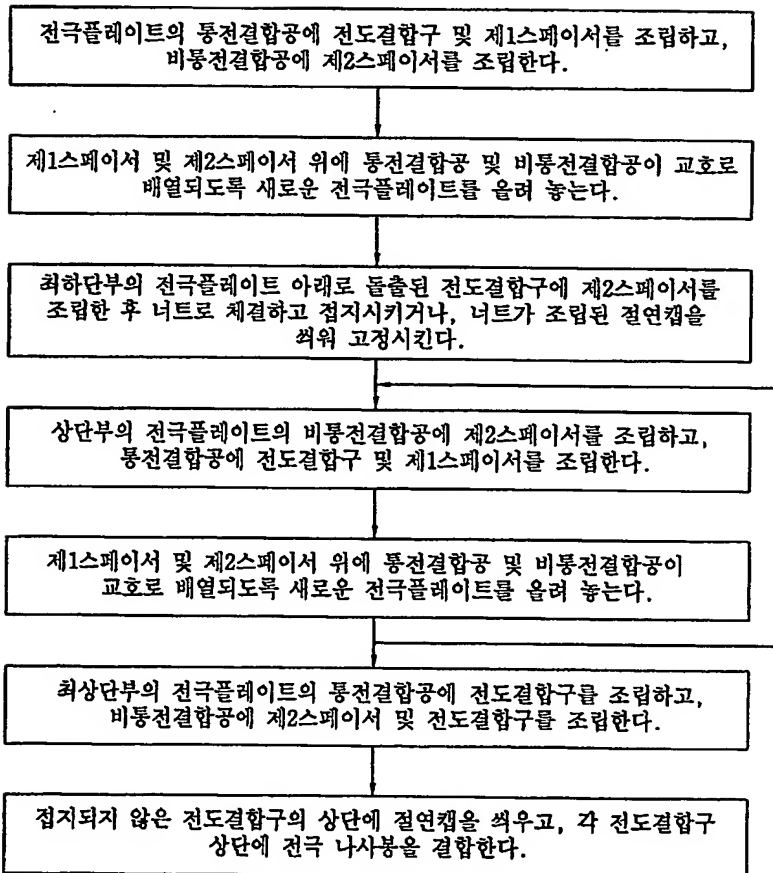 전극플레이트의 통전결합공에 전도결합구 및 제1스페이서를 조립하고,
비통전결합공에 제2스페이서를 조립한다.
제1스페이서 및 제2스페이서 위에 통전결합공 및 비통전결합공이 교호로
배열되도록 새로운 전극플레이트를 올려 놓는다.
최하단부의 전극플레이트 아래로 돌출된 전도결합구에 제2스페이서를
조립한 후 너트로 체결하고 접지시키거나, 너트가 조립된 절연캡을
씌워 고정시킨다.
상단부의 전극플레이트의 비통전결합공에 제2스페이서를 조립하고,
통전결합공에 전도결합구 및 제1스페이서를 조립한다.
제1스페이서 및 제2스페이서 위에 통전결합공 및 비통전결합공이
교호로 배열되도록 새로운 전극플레이트를 올려 놓는다.
최상단부의 전극플레이트의 통전결합공에 전도결합구를 조립하고,
비통전결합공에 제2스페이서 및 전도결합구를 조립한다.
접지되지 않은 전도결합구의 상단에 절연캡을 씌우고, 각 전도결합구
상단에 전극 나사봉을 결합한다.